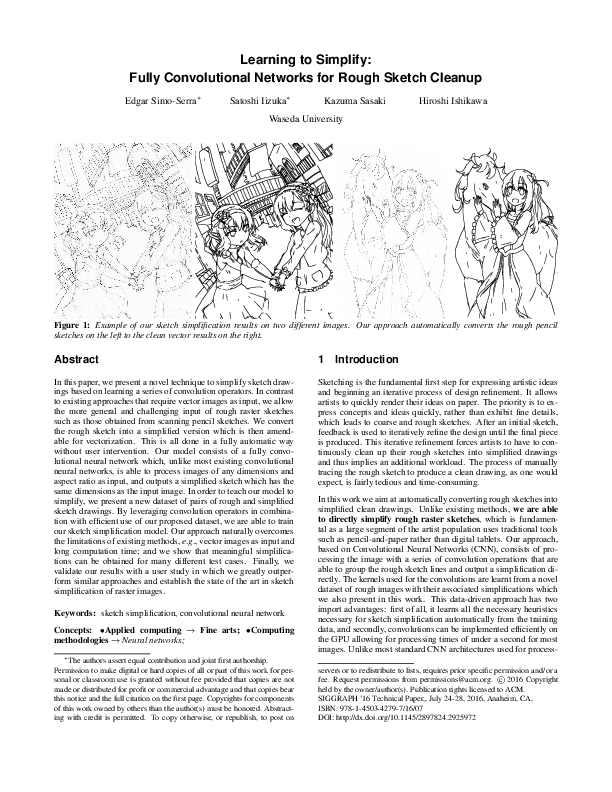 Learning to Simplify:
Fully Convolutional Networks for Rough Sketch Cleanup
Edgar Simo-Serra* Satoshi Iizuka* Kazuma Sasaki Hiroshi Ishikawa
Waseda University
Figure 1: Example of our sketch simplification results on two different images. Our approach automatically converts the rough pencil
sketches on the left to the clean vector results on the right.
Abstract
In this paper, we present a novel technique to simplify sketch draw-
ings based on learning a series of convolution operators. In contrast
to existing approaches that require vector images as input, we allow
the more general and challenging input of rough raster sketches
such as those obtained from scanning pencil sketches. We convert
the rough sketch into a simplified version which is then amend-
able for vectorization. This is all done in a fully automatic way
without user intervention. Our model consists of a fully convo-
lutional neural network which, unlike most existing convolutional
neural networks, is able to process images of any dimensions and
aspect ratio as input, and outputs a simplified sketch which has the
same dimensions as the input image. In order to teach our model to
simplify, we present a new dataset of pairs of rough and simplified
sketch drawings. By leveraging convolution operators in combina-
tion with efficient use of our proposed dataset, we are able to train
our sketch simplification model. Our approach naturally overcomes
the limitations of existing methods, e.g., vector images as input and
long computation time; and we show that meaningful simplifica-
tions can be obtained for many different test cases. Finally, we
validate our results with a user study in which we greatly outper-
form similar approaches and establish the state of the art in sketch
simplification of raster images.
Keywords: sketch simplification, convolutional neural network
Concepts: •Applied computing → Fine arts; •Computing
methodologies → Neural networks;
*The authors assert equal contribution and joint first authorship.
Permission to make digital or hard copies of all or part of this work for per-
sonal or classroom use is granted without fee provided that copies are not
made or distributed for profit or commercial advantage and that copies bear
this notice and the full citation on the first page. Copyrights for components
of this work owned by others than the author(s) must be honored. Abstract-
ing with credit is permitted. To copy otherwise, or republish, to post on
1 Introduction
Sketching is the fundamental first step for expressing artistic ideas
and beginning an iterative process of design refinement. It allows
artists to quickly render their ideas on paper. The priority is to ex-
press concepts and ideas quickly, rather than exhibit fine details,
which leads to coarse and rough sketches. After an initial sketch,
feedback is used to iteratively refine the design until the final piece
is produced. This iterative refinement forces artists to have to con-
tinuously clean up their rough sketches into simplified drawings
and thus implies an additional workload. The process of manually
tracing the rough sketch to produce a clean drawing, as one would
expect, is fairly tedious and time-consuming.
In this work we aim at automatically converting rough sketches into
simplified clean drawings. Unlike existing methods, we are able
to directly simplify rough raster sketches, which is fundamen-
tal as a large segment of the artist population uses traditional tools
such as pencil-and-paper rather than digital tablets. Our approach,
based on Convolutional Neural Networks (CNN), consists of pro-
cessing the image with a series of convolution operations that are
able to group the rough sketch lines and output a simplification di-
rectly. The kernels used for the convolutions are learnt from a novel
dataset of rough images with their associated simplifications which
we also present in this work. This data-driven approach has two
import advantages: first of all, it learns all the necessary heuristics
necessary for sketch simplification automatically from the training
data, and secondly, convolutions can be implemented efficiently on
the GPU allowing for processing times of under a second for most
images. Unlike most standard CNN architectures used for process-
servers or to redistribute to lists, requires prior specific permission and/or a
fee. Request permissions from permissions@acm.org. © 2016 Copyright
held by the owner/author(s). Publication rights licensed to ACM.
SIGGRAPH '16 Technical Paper,, July 24-28, 2016, Anaheim, CA,
ISBN: 978-1-4503-4279-7/16/07
DOI: http://dx.doi.org/10.1145/2897824.2925972